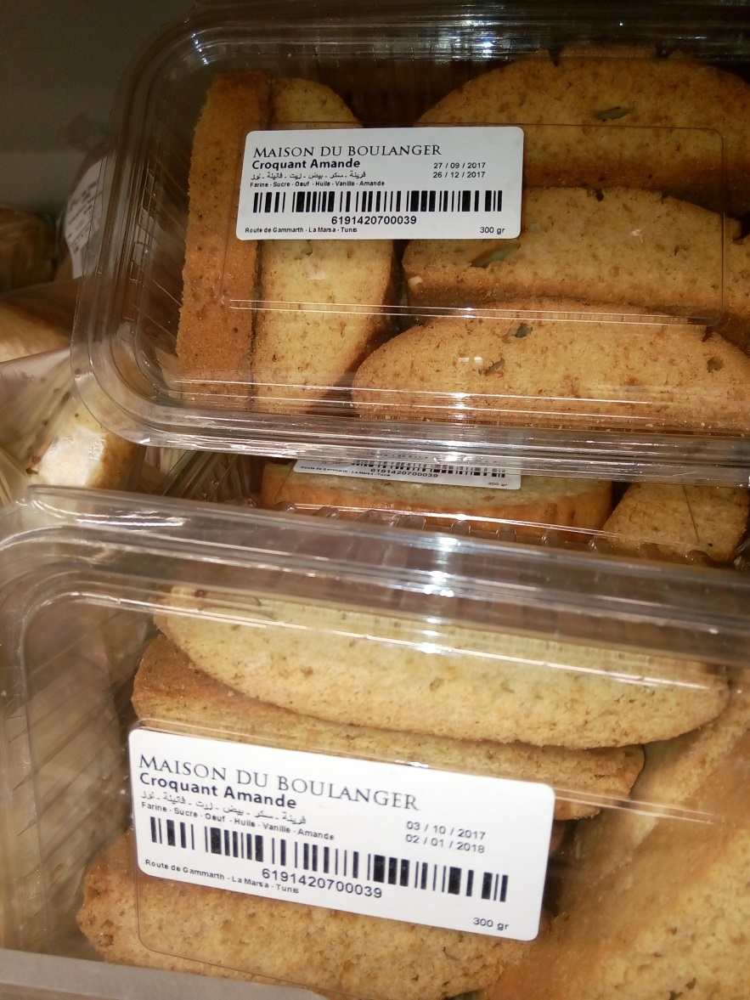 MAISON DU BOULANGER
Croquant Amande
27 / 09 / 2017
فرينة - سكر - بيض - زيت - فانيلة - لوز
26 / 12 / 2017
Farine - Sucre - Oeuf - Huile - Vanille - Amande
6191420700039
Route de Gammarth - La Marsa - Tunis
300 gr
Route de Gammarth - La Marsa - Tunis
6191420700039
300 gr
MAISON DU BOULANGER
Croquant Amande
فرينة - سكر - بيض - زيت - فانيلة - لوز
03 / 10 / 2017
Farine - Sucre - Oeuf - Huile - Vanille - Amande
02 / 01 / 2018
6191420700039
Route de Gammarth - La Marsa - Tunis
300 gr